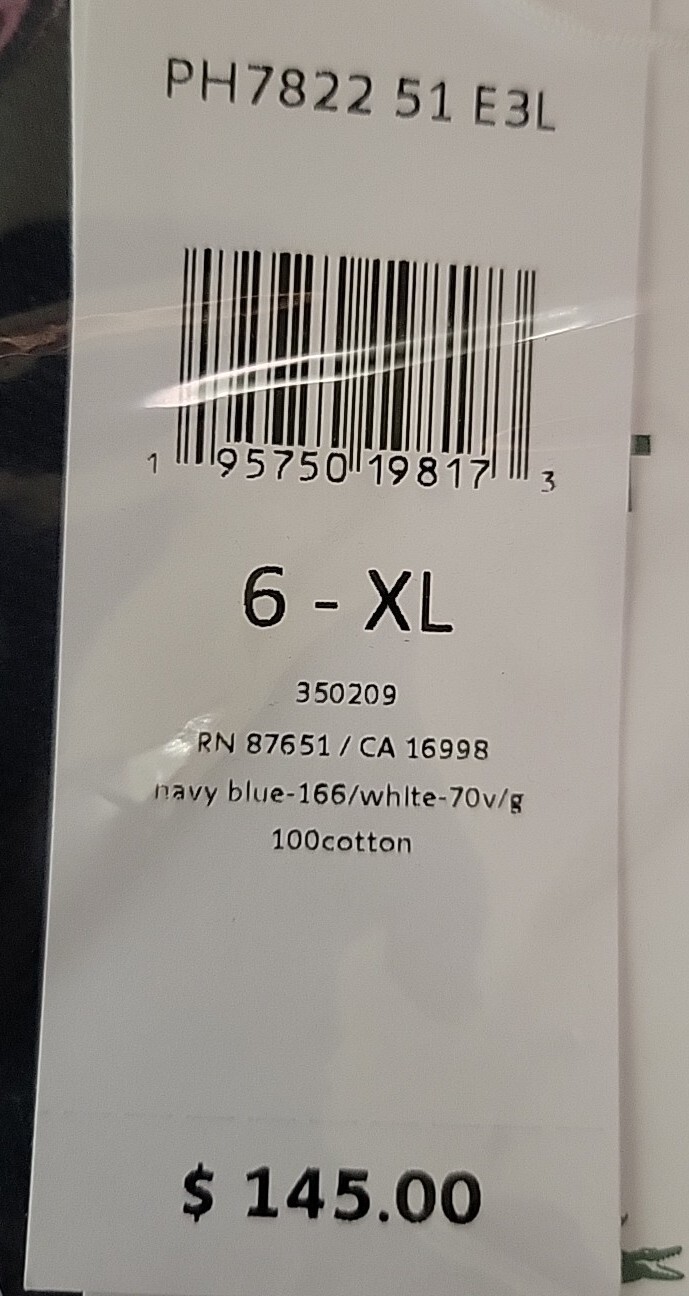 PH7822 51 E3L
1 95750 19817 3
6 - XL
350209
RN 87651 / CA 16998
navy blue-166/whlte-70v/g
100cotton
$ 145.00